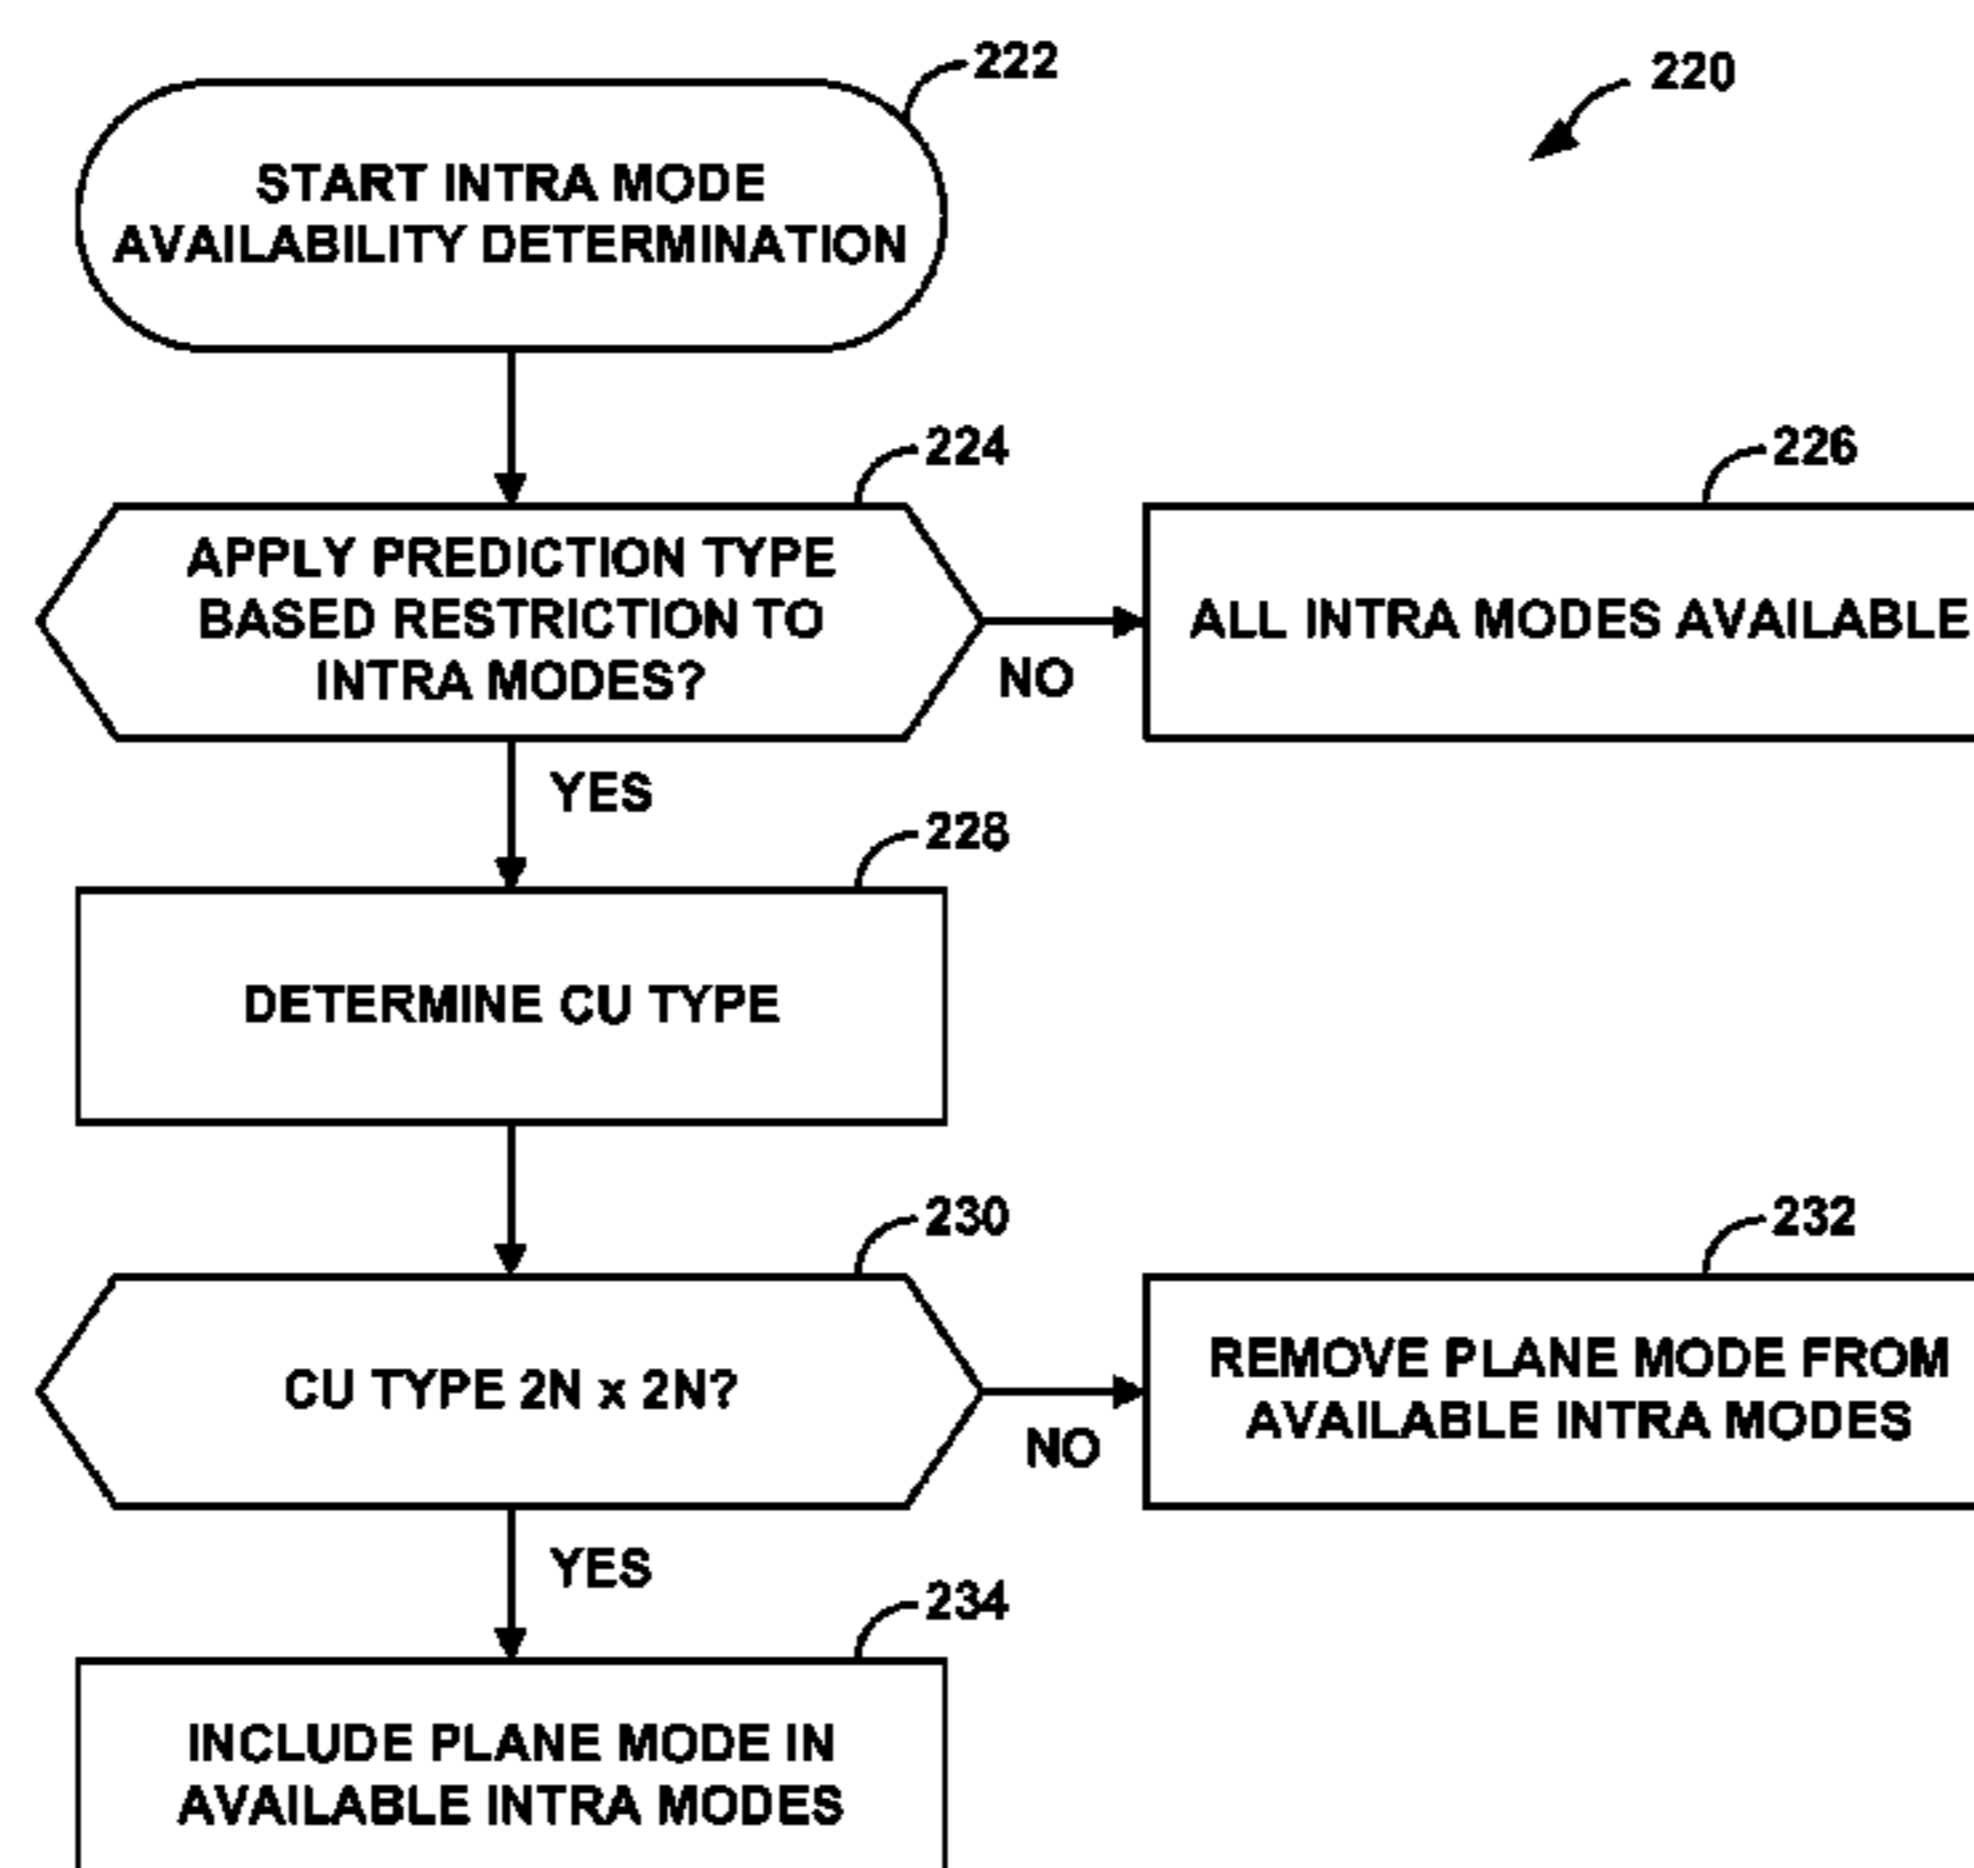 222
220
START INTRA MODE
AVAILABILITY DETERMINATION
224
226
APPLY PREDICTION TYPE
BASED RESTRICTION TO
INTRA MODES?
ALL INTRA MODES AVAILABLE
NO
YES
228
DETERMINE CU TYPE
230
232
CU TYPE 2N x 2N?
REMOVE PLANE MODE FROM
AVAILABLE INTRA MODES
NO
YES
234
INCLUDE PLANE MODE IN
AVAILABLE INTRA MODES